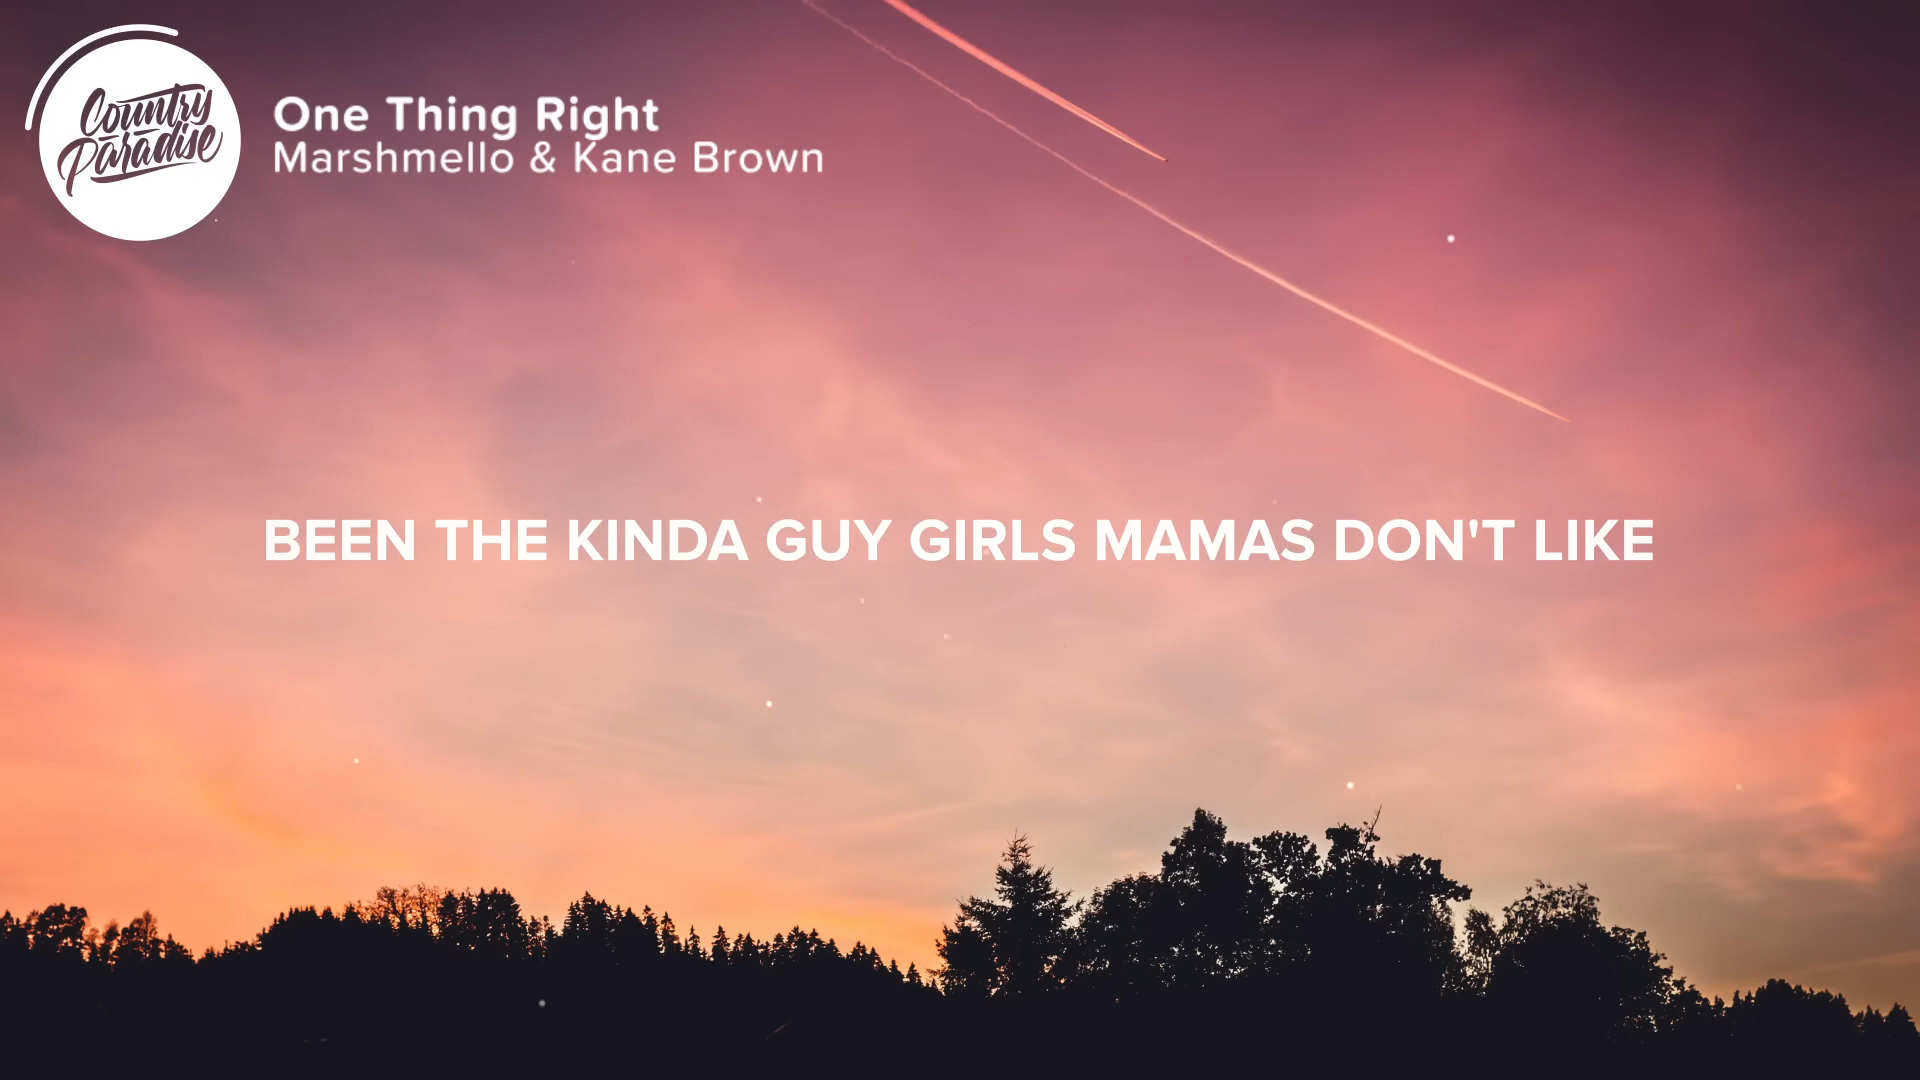 Country
Paradise
One Thing Right
Marshmello & Kane Brown
BEEN THE KINDA GUY GIRLS MAMAS DON'T LIKE